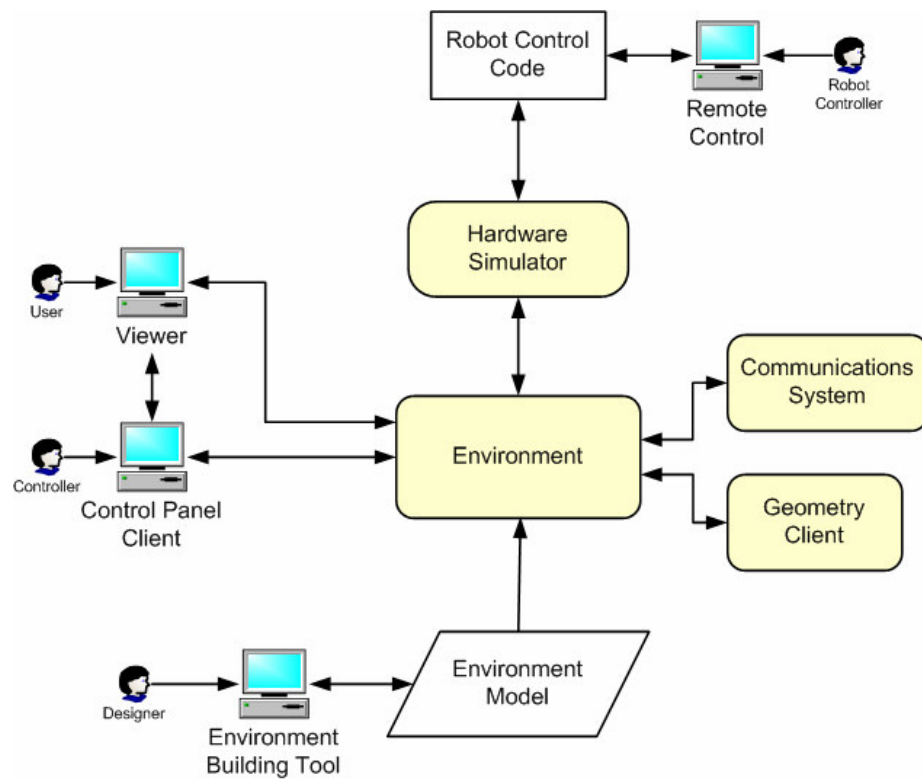 Robot Control
Code
Remote
Control
Robot
Controller
Hardware
Simulator
User
Viewer
Communications
System
Environment
Controller
Control Panel
Client
Geometry
Client
Environment
Model
Designer
Environment
Building Tool